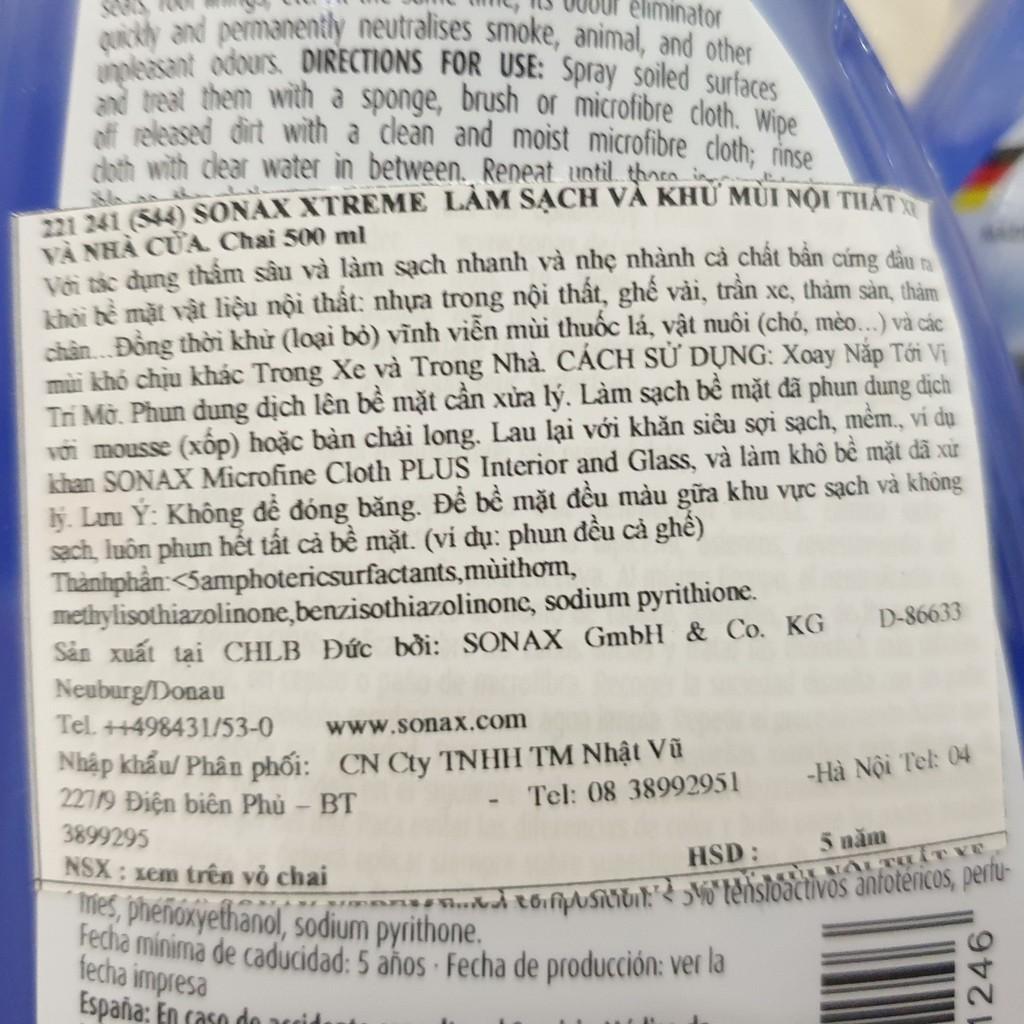 quickly and permanently neutralises smoke, animal, and other
unpleasant odours. DIRECTIONS FOR USE: Spray soiled surfaces
and treat them with a sponge, brush or microfibre cloth. Wipe
off released dirt with a clean and moist microfibre cloth; rinse
cloth with clear water in between. Repeat until there
221 241 (544) SONAX XTREME LÀM SẠCH VÀ KHỬ MÙI NỘI THẤT XE
VÀ NHÀ CỬA. Chai 500 ml
Với tác dụng thấm sâu và làm sạch nhanh và nhẹ nhành cả chất bẩn cứng đầu ra
khỏi bề mặt vật liệu nội thất: nhựa trong nội thất, ghế vải, trần xe, thảm sàn, thảm
chân...Đồng thời khử (loại bỏ) vĩnh viễn mùi thuốc lá, vật nuôi (chó, mèo...) và các
mùi khó chịu khác Trong Xe và Trong Nhà. CÁCH SỬ DỤNG: Xoay Nắp Tới Vị
Trí Mở. Phun dung dịch lên bề mặt cần xửa lý. Làm sạch bề mặt đã phun dung dịch
với mousse (xốp) hoặc bàn chải long. Lau lại với khăn siêu sợi sạch, mềm., ví dụ
khan SONAX Microfine Cloth PLUS Interior and Glass, và làm khô bề mặt đã xử
lý. Lưu Ý: Không để đóng băng. Để bề mặt đều màu gữa khu vực sạch và không
sạch, luôn phun hết tất cả bề mặt. (ví dụ: phun đều cả ghế)
Thànhphần:<5amphotericsurfactants,mùithơm,
methylisothiazolinone,benzisothiazolinone, sodium pyrithione.
Sản xuất tại CHLB Đức bởi: SONAX GmbH & Co. KG D-86633
Neuburg/Donau
Tel. ++498431/53-0 www.sonax.com
Nhập khẩu/ Phân phối: CN Cty TNHH TM Nhật Vũ
227/9 Điện biên Phủ – BT - Tel: 08 38992951 -Hà Nội Tel: 04
3899295
NSX : xem trên vỏ chai HSD : 5 năm
< 5% tensioactivos anfotéricos, perfu-
mes, phenoxyethanol, sodium pyrithone.
Fecha mínima de caducidad: 5 años · Fecha de producción: ver la
fecha impresa
España: En caso de
1246